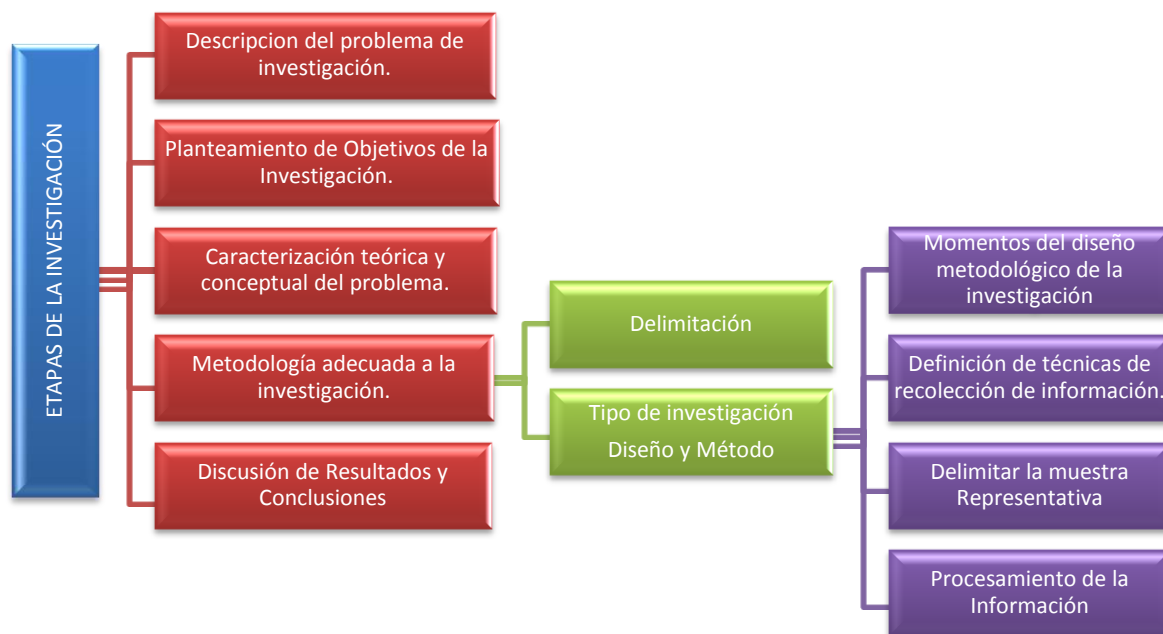 ETAPAS DE LA INVESTIGACIÓN
Descripcion del problema de
investigación.
Planteamiento de Objetivos de la
Investigación.
Caracterización teórica y
conceptual del problema.
Metodología adecuada a la
investigación.
Discusión de Resultados y
Conclusiones
Delimitación
Tipo de investigación
Diseño y Método
Momentos del diseño
metodológico de la
investigación
Definición de técnicas de
recolección de información.
Delimitar la muestra
Representativa
Procesamiento de la
Información